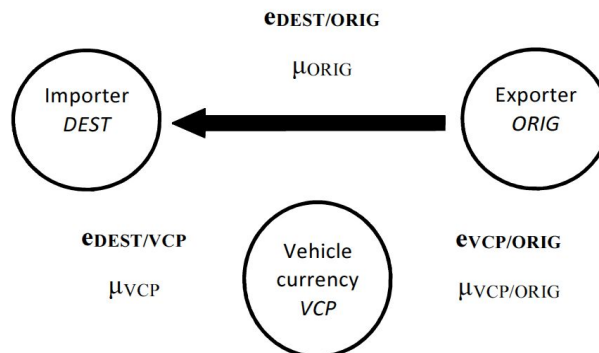 eDEST/ORIG
μORIG
Importer
DEST
Exporter
ORIG
eDEST/VCP
μVCP
Vehicle
currency
VCP
eVCP/ORIG
μVCP/ORIG